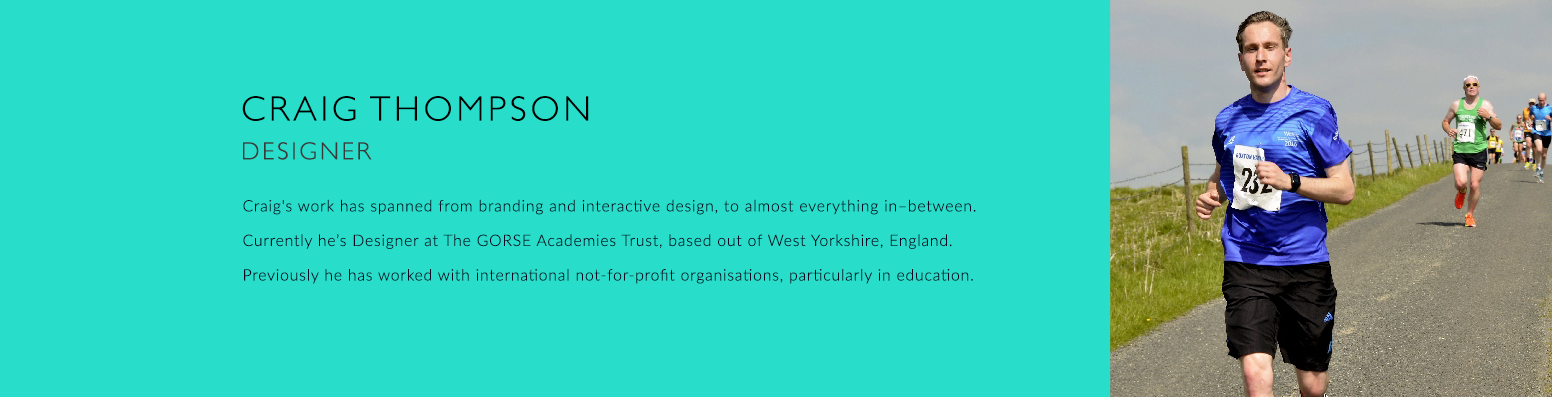 CRAIG THOMPSON
DESIGNER
Craig's work has spanned from branding and interactive design, to almost everything in–between.
Currently he's Designer at The GORSE Academies Trust, based out of West Yorkshire, England.
Previously he has worked with international not-for-profit organisations, particularly in education.
232